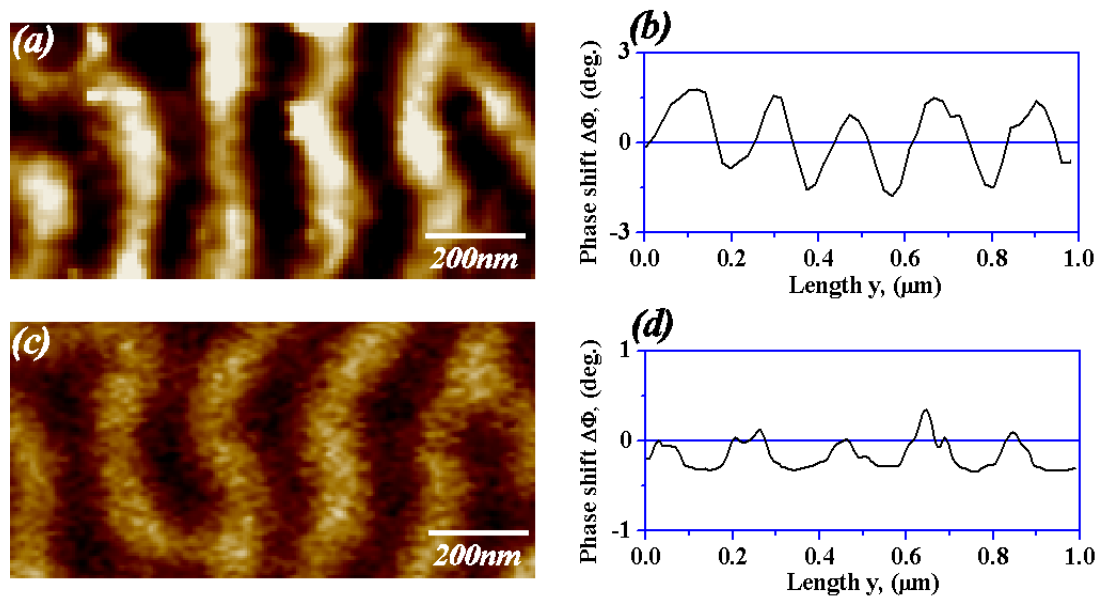 (a)
200nm
(b)
Phase shift ΔΦ, (deg.)
3
0
-3
0.0 0.2 0.4 0.6 0.8 1.0
Length y, (μm)
(c)
200nm
(d)
Phase shift ΔΦ, (deg.)
1
0
-1
0.0 0.2 0.4 0.6 0.8 1.0
Length y, (μm)